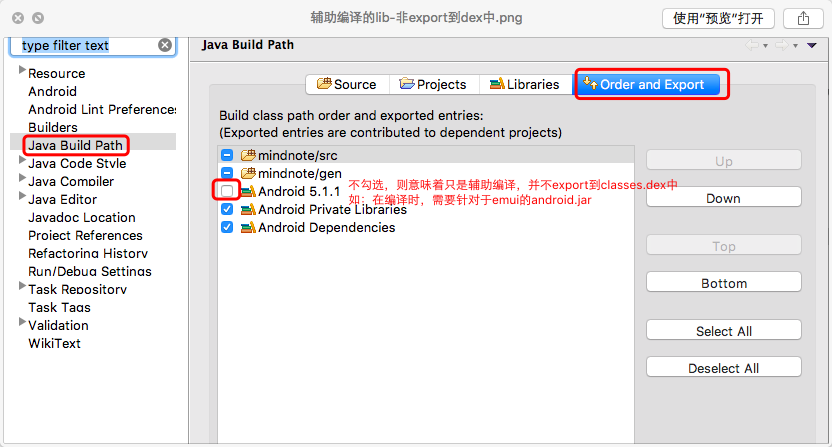 辅助编译的lib-非export到dex中.png
使用“预览”打开
type filter text
Java Build Path
Resource
Android
Android Lint Preferences
Builders
Java Build Path
Java Code Style
Java Compiler
Java Editor
Javadoc Location
Project References
Refactoring History
Run/Debug Settings
Task Repository
Task Tags
Validation
WikiText
Source
Projects
Libraries
Order and Export
Build class path order and exported entries:
(Exported entries are contributed to dependent projects)
mindnote/src
mindnote/gen
Android 5.1.1
Android Private Libraries
Android Dependencies
不勾选，则意味着只是辅助编译，并不export到classes.dex中
如：在编译时，需要针对于emui的android.jar
Up
Down
Top
Bottom
Select All
Deselect All